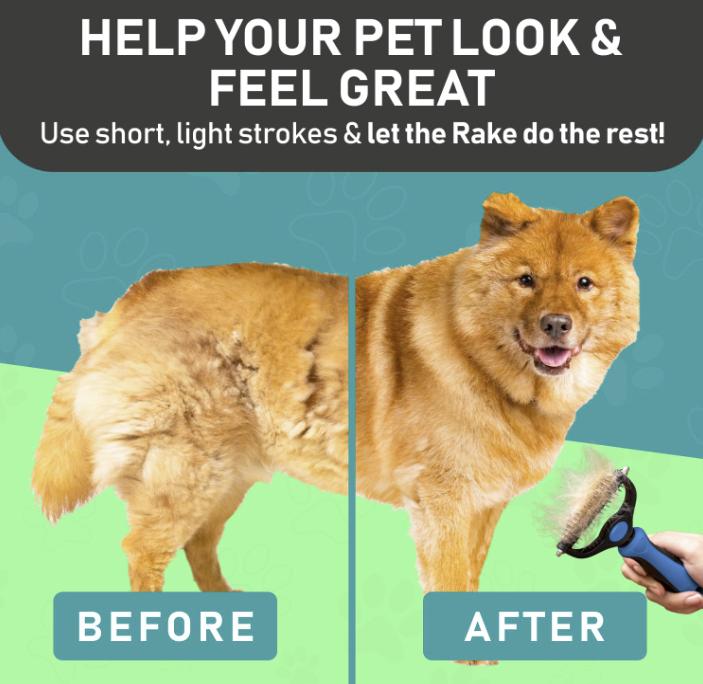 HELP YOUR PET LOOK &
FEEL GREAT
Use short, light strokes & let the Rake do the rest!
BEFORE
AFTER